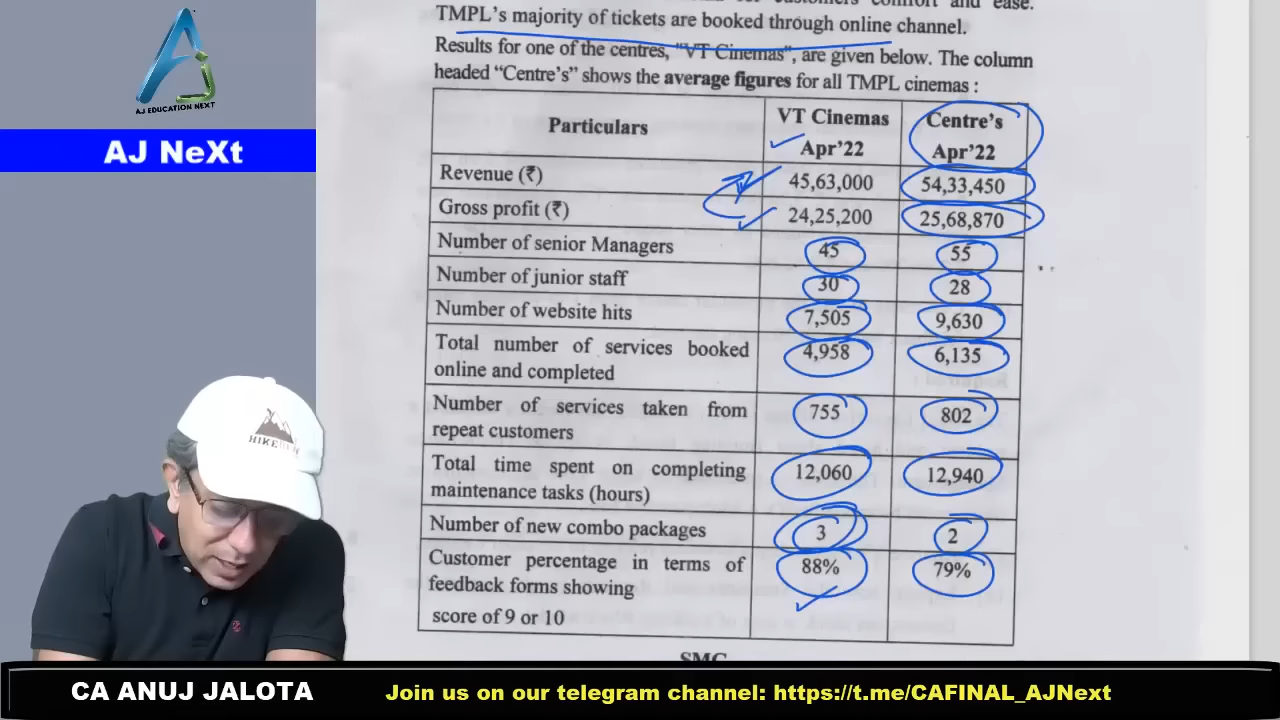 AJ EDUCATION NEXT
AJ NeXt
for customers comfort and ease.
TMPL's majority of tickets are booked through online channel.
Results for one of the centres, "VT Cinemas", are given below. The column
headed "Centre's" shows the average figures for all TMPL cinemas :
Particulars VT Cinemas Apr'22 Centre's Apr'22
Revenue (₹) 45,63,000 54,33,450
Gross profit (₹) 24,25,200 25,68,870
Number of senior Managers 45 55
Number of junior staff 30 28
Number of website hits 7,505 9,630
Total number of services booked
online and completed 4,958 6,135
Number of services taken from
repeat customers 755 802
Total time spent on completing
maintenance tasks (hours) 12,060 12,940
Number of new combo packages 3 2
Customer percentage in terms of
feedback forms showing 88% 79%
score of 9 or 10
SMC
CA ANUJ JALOTA
Join us on our telegram channel: https://t.me/CAFINAL_AJNext